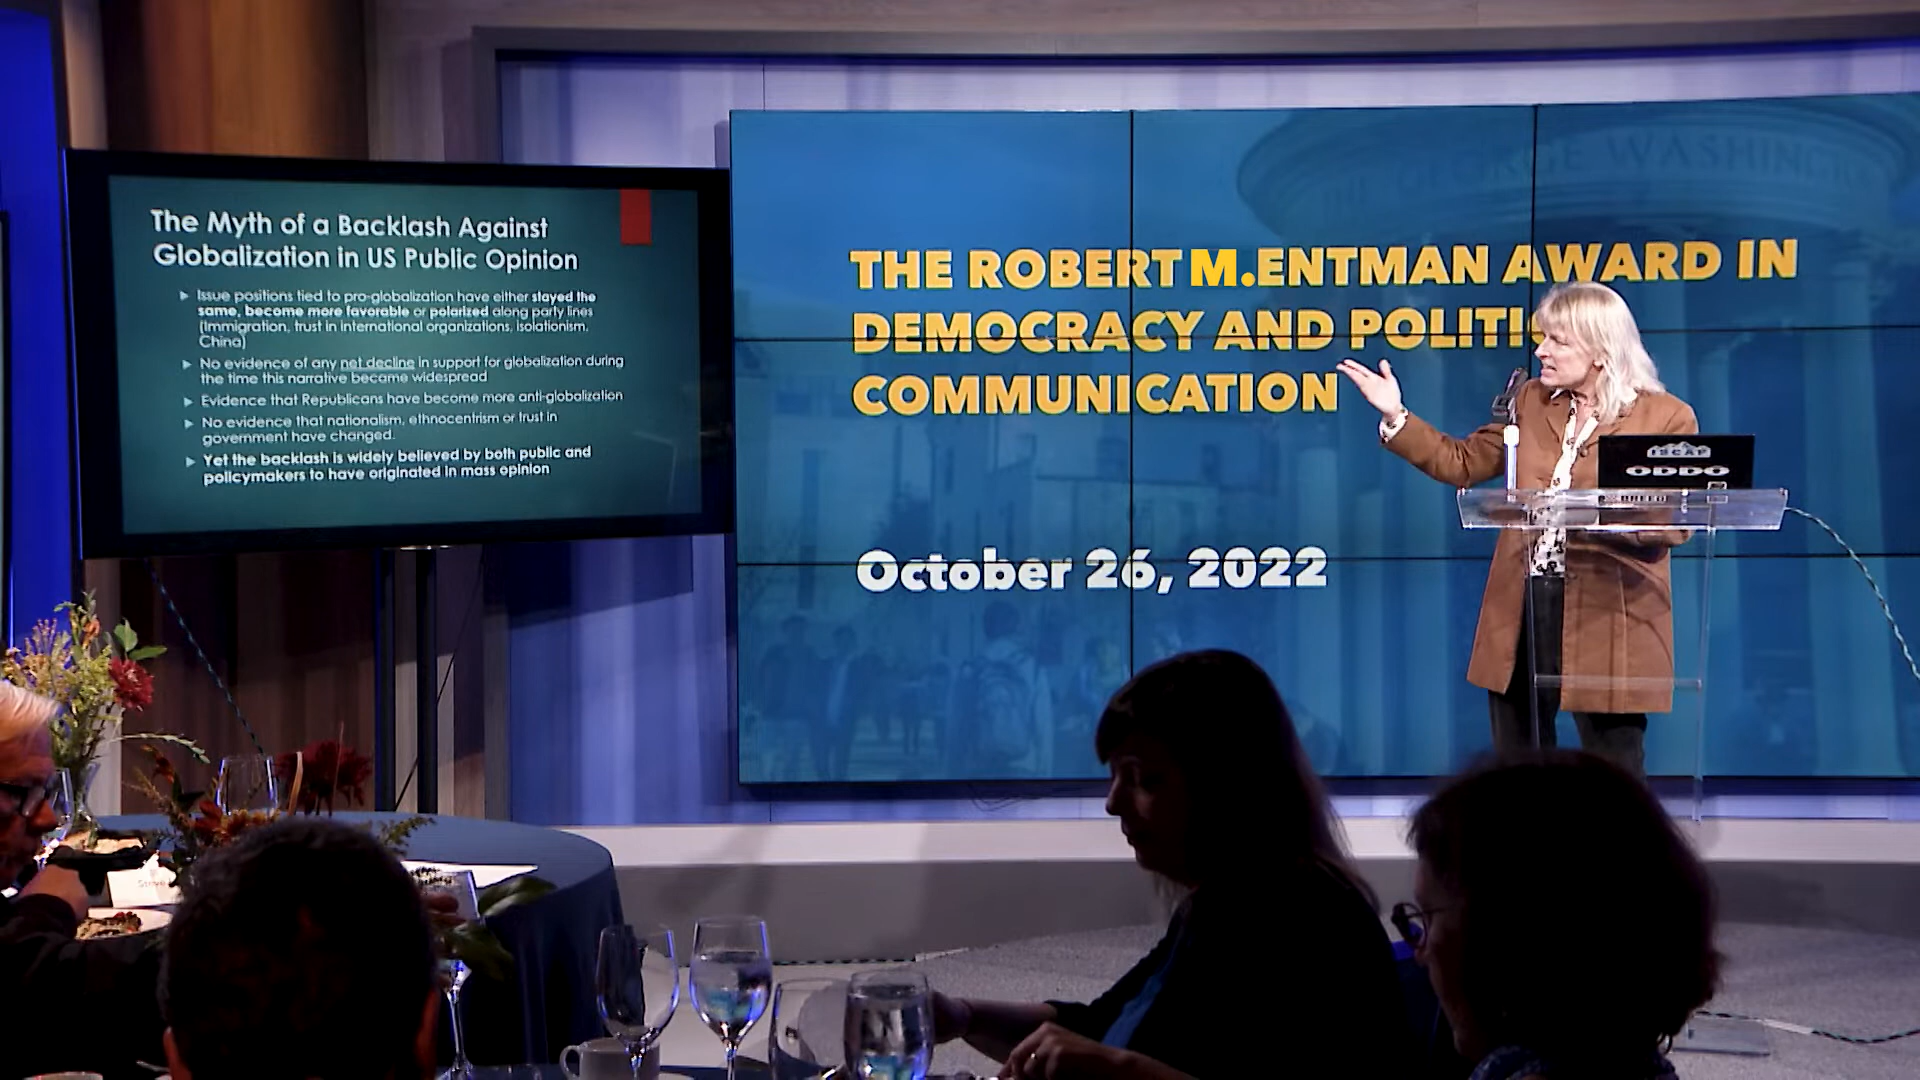 The Myth of a Backlash Against
Globalization in US Public Opinion
Issue positions tied to pro-globalization have either stayed the
same, become more favorable or polarized along party lines
(Immigration, trust in international organizations, isolationism,
China)
No evidence of any net decline in support for globalization during
the time this narrative became widespread
Evidence that Republicans have become more anti-globalization
No evidence that nationalism, ethnocentrism or trust in
government have changed.
Yet the backlash is widely believed by both public and
policymakers to have originated in mass opinion
THE GEORGE WASHING
THE ROBERT M.ENTMAN AWARD IN
DEMOCRACY AND POLITIC
COMMUNICATION
October 26, 2022